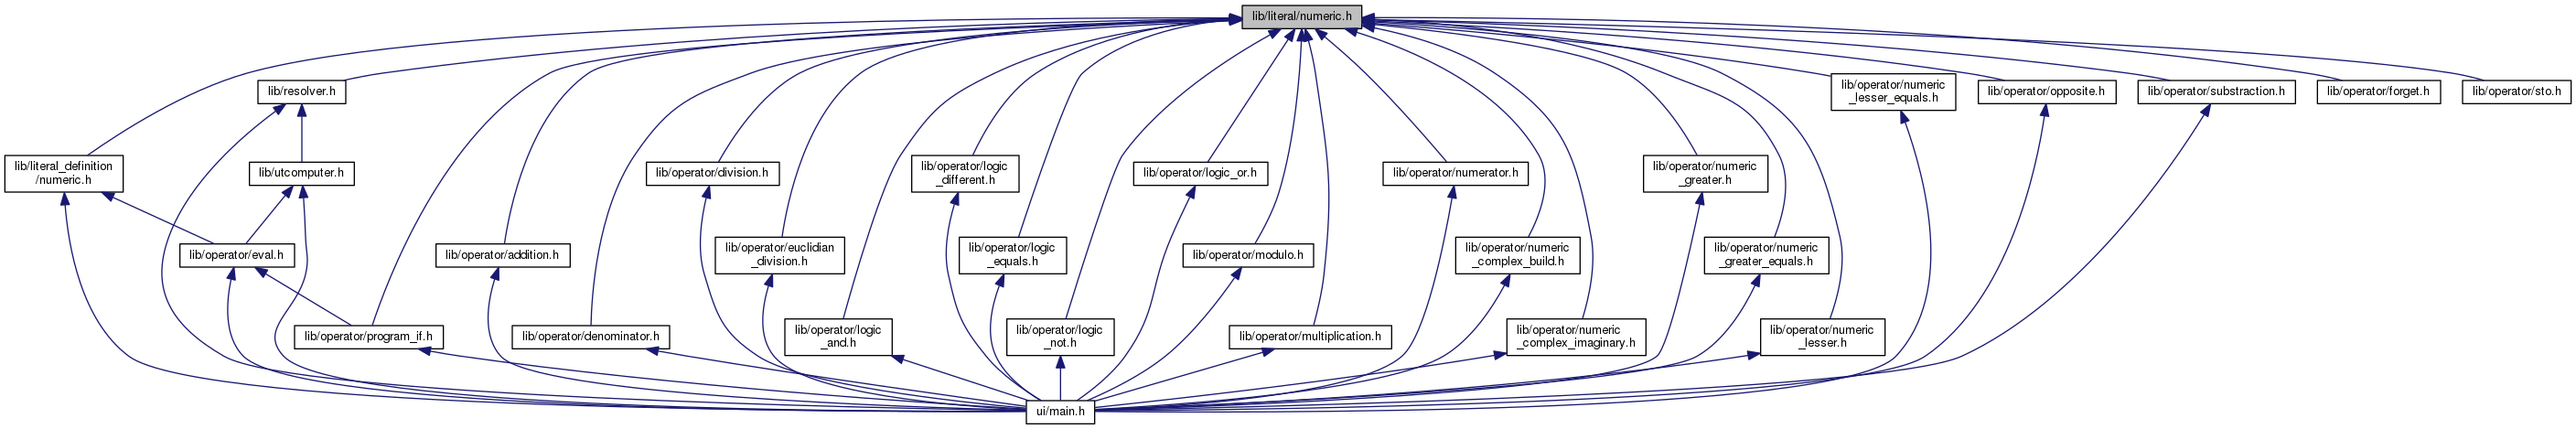 lib/literal/numeric.h
lib/resolver.h
lib/operator/numeric
_lesser_equals.h
lib/operator/opposite.h
lib/operator/substraction.h
lib/operator/forget.h
lib/operator/sto.h
lib/literal_definition
/numeric.h
lib/utcomputer.h
lib/operator/division.h
lib/operator/logic
_different.h
lib/operator/logic_or.h
lib/operator/numerator.h
lib/operator/numeric
_greater.h
lib/operator/eval.h
lib/operator/addition.h
lib/operator/euclidian
_division.h
lib/operator/logic
_equals.h
lib/operator/modulo.h
lib/operator/numeric
_complex_build.h
lib/operator/numeric
_greater_equals.h
lib/operator/program_if.h
lib/operator/denominator.h
lib/operator/logic
_and.h
lib/operator/logic
_not.h
lib/operator/multiplication.h
lib/operator/numeric
_complex_imaginary.h
lib/operator/numeric
_lesser.h
ui/main.h